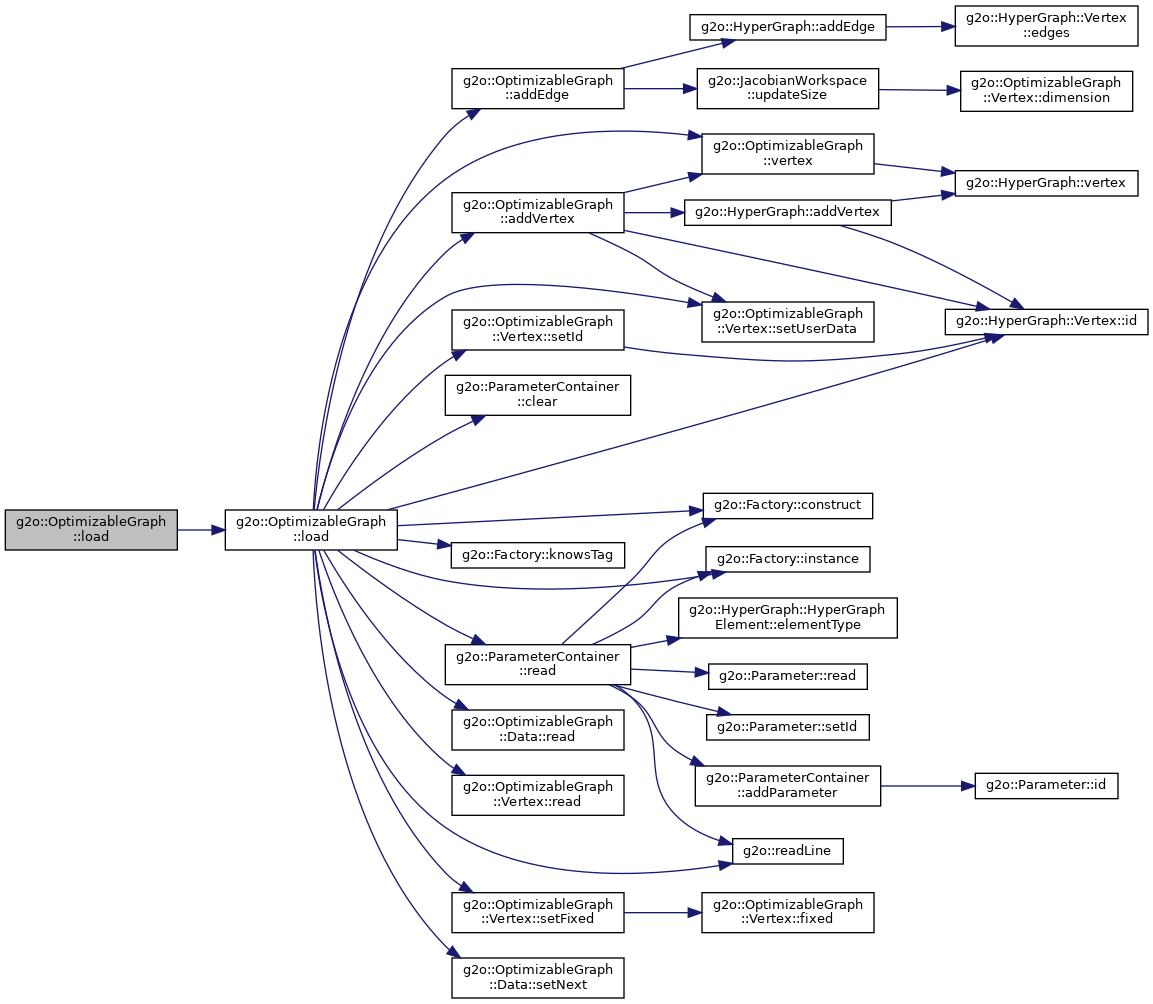 g2o::HyperGraph::addEdge
g2o::HyperGraph::Vertex
::edges
g2o::OptimizableGraph
::addEdge
g2o::JacobianWorkspace
::updateSize
g2o::OptimizableGraph
::Vertex::dimension
g2o::OptimizableGraph
::vertex
g2o::HyperGraph::vertex
g2o::OptimizableGraph
::addVertex
g2o::HyperGraph::addVertex
g2o::OptimizableGraph
::Vertex::setUserData
g2o::HyperGraph::Vertex::id
g2o::OptimizableGraph
::Vertex::setId
g2o::ParameterContainer
::clear
g2o::OptimizableGraph
::load
g2o::OptimizableGraph
::load
g2o::Factory::construct
g2o::Factory::knowsTag
g2o::Factory::instance
g2o::HyperGraph::HyperGraph
Element::elementType
g2o::ParameterContainer
::read
g2o::Parameter::read
g2o::OptimizableGraph
::Data::read
g2o::Parameter::setId
g2o::OptimizableGraph
::Vertex::read
g2o::ParameterContainer
::addParameter
g2o::Parameter::id
g2o::readLine
g2o::OptimizableGraph
::Vertex::setFixed
g2o::OptimizableGraph
::Vertex::fixed
g2o::OptimizableGraph
::Data::setNext